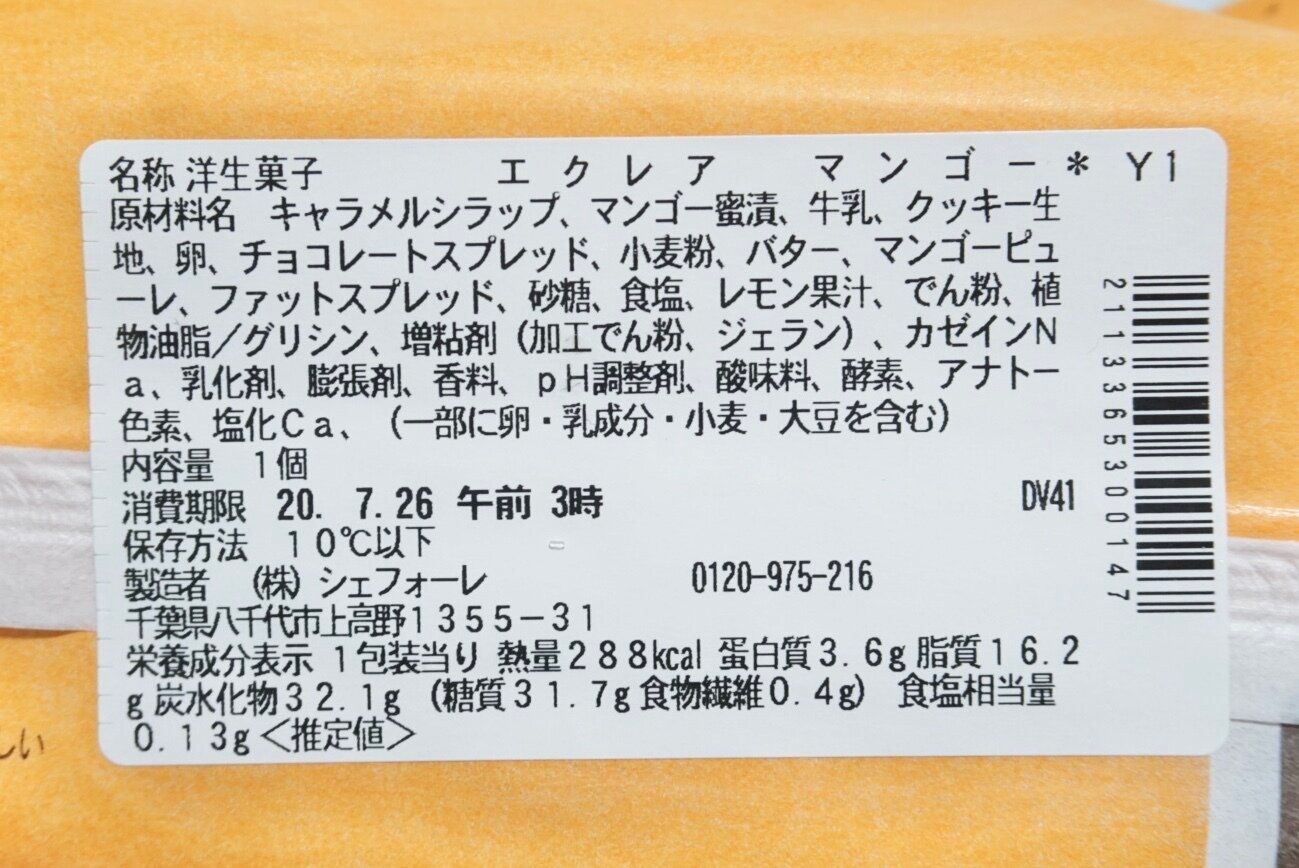 名称 洋生菓子 エクレア マンゴー＊ Y1
原材料名 キャラメルシラップ、マンゴー蜜漬、牛乳、クッキー生
地、卵、チョコレートスプレッド、小麦粉、バター、マンゴーピュ
ーレ、ファットスプレッド、砂糖、食塩、レモン果汁、でん粉、植
物油脂／グリシン、増粘剤（加工でん粉、ジェラン）、カゼインN
a、乳化剤、膨張剤、香料、pH調整剤、酸味料、酵素、アナトー
色素、塩化Ca、（一部に卵・乳成分・小麦・大豆を含む）
内容量 1個
消費期限 20. 7.26 午前 3時 DV41
保存方法 10℃以下
製造者 （株）シェフォーレ 0120-975-216
千葉県八千代市上高野1355－31
栄養成分表示 1包装当り 熱量288kcal 蛋白質3.6g 脂質16.2
g 炭水化物32.1g （糖質31.7g 食物繊維0.4g） 食塩相当量
0.13g＜推定値＞
2113365300147
しい